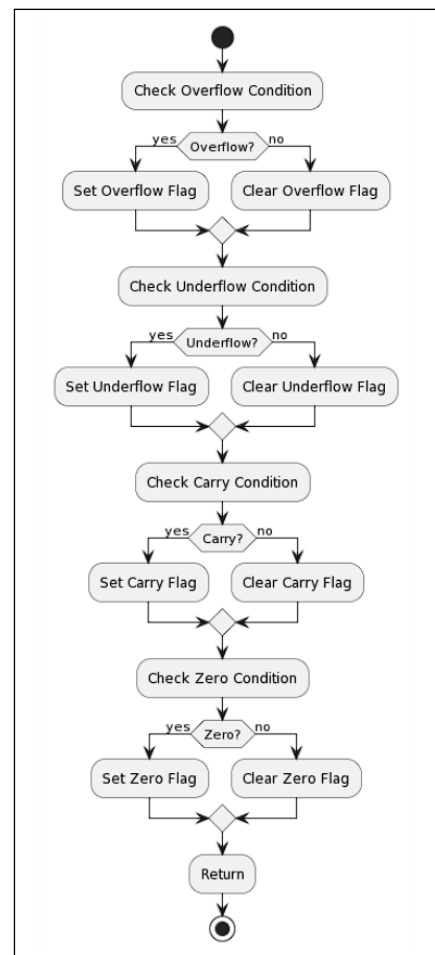 Check Overflow Condition
yes
Overflow?
no
Set Overflow Flag
Clear Overflow Flag
Check Underflow Condition
yes
Underflow?
no
Set Underflow Flag
Clear Underflow Flag
Check Carry Condition
yes
Carry?
no
Set Carry Flag
Clear Carry Flag
Check Zero Condition
yes
Zero?
no
Set Zero Flag
Clear Zero Flag
Return